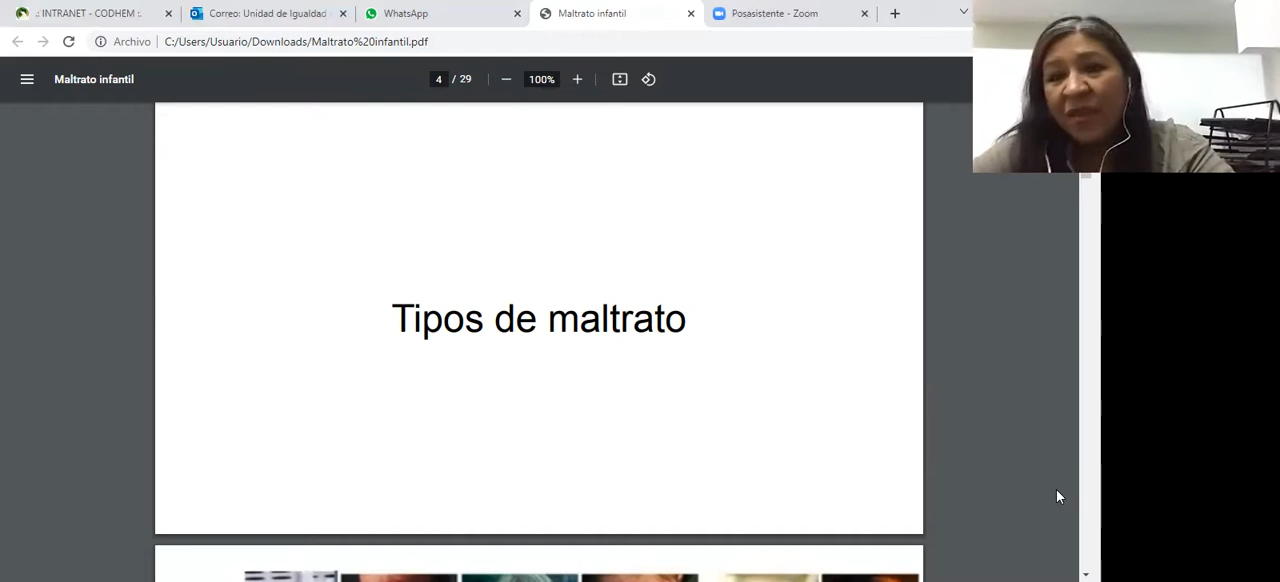 .: INTRANET - CODHEM :.
Correo: Unidad de Igualdad
WhatsApp
Maltrato infantil
Posasistente - Zoom
Archivo
C:/Users/Usuario/Downloads/Maltrato%20infantil.pdf
Maltrato infantil
4 / 29
100%
Tipos de maltrato